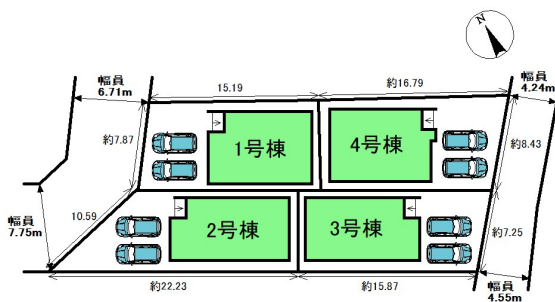 N
幅員
6.71m
15.19
約16.79
幅員
4.24m
約7.87
1号棟
4号棟
約8.43
幅員
7.75m
10.59
2号棟
3号棟
約7.25
約22.23
約15.87
幅員
4.55m